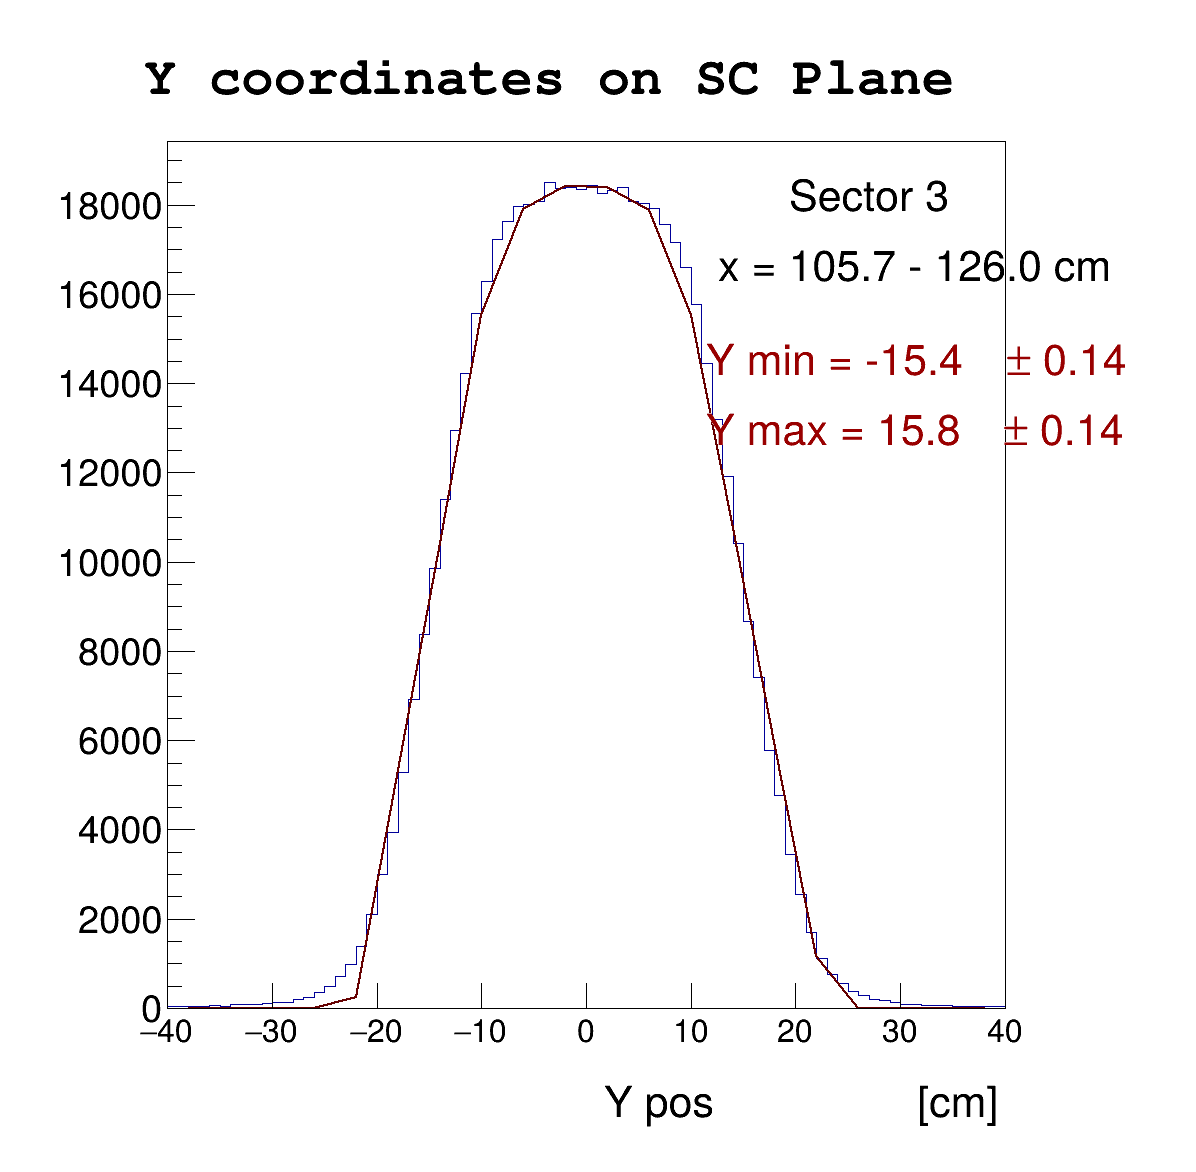 Y coordinates on SC Plane
Sector 3
x = 105.7 - 126.0 cm
Y min = -15.4 ± 0.14
Y max = 15.8 ± 0.14
18000
16000
14000
12000
10000
8000
6000
4000
2000
0
−40 −30 −20 −10 0 10 20 30 40
Y pos [cm]